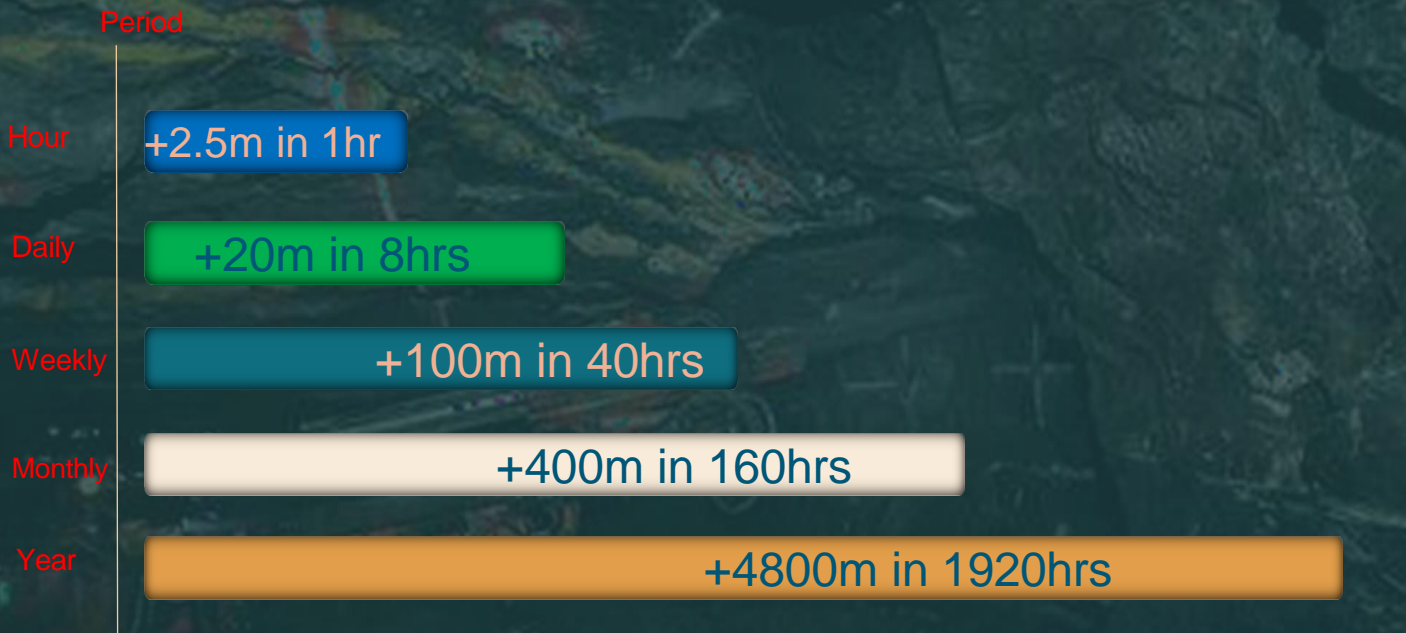 Period
Hour
+2.5m in 1hr
Daily
+20m in 8hrs
Weekly
+100m in 40hrs
Monthly
+400m in 160hrs
Year
+4800m in 1920hrs